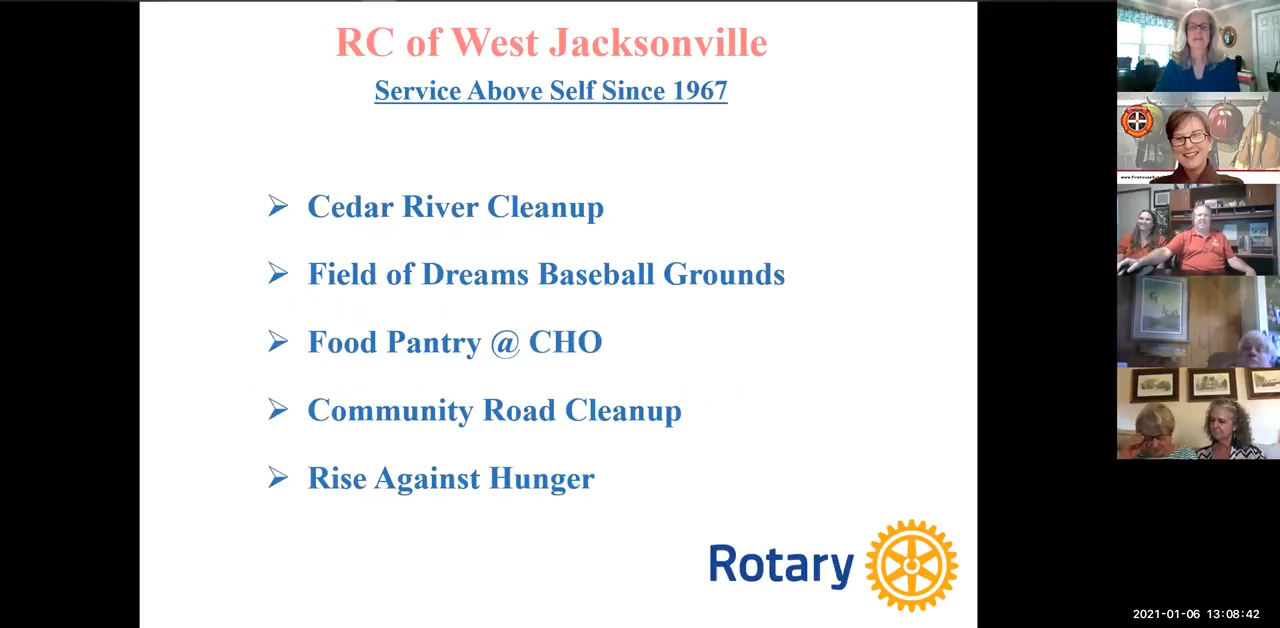 RC of West Jacksonville
Service Above Self Since 1967
Cedar River Cleanup
Field of Dreams Baseball Grounds
Food Pantry @ CHO
Community Road Cleanup
Rise Against Hunger
Rotary
2021-01-06 13:08:42